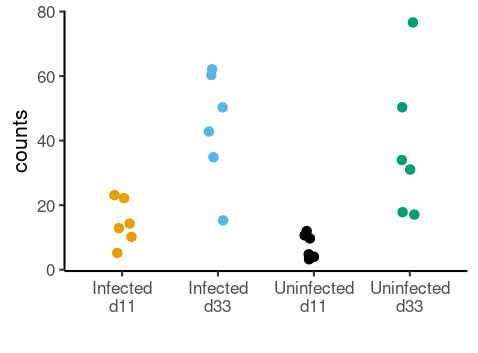 80
60
40
20
0
counts
Infected d11
Infected d33
Uninfected d11
Uninfected d33